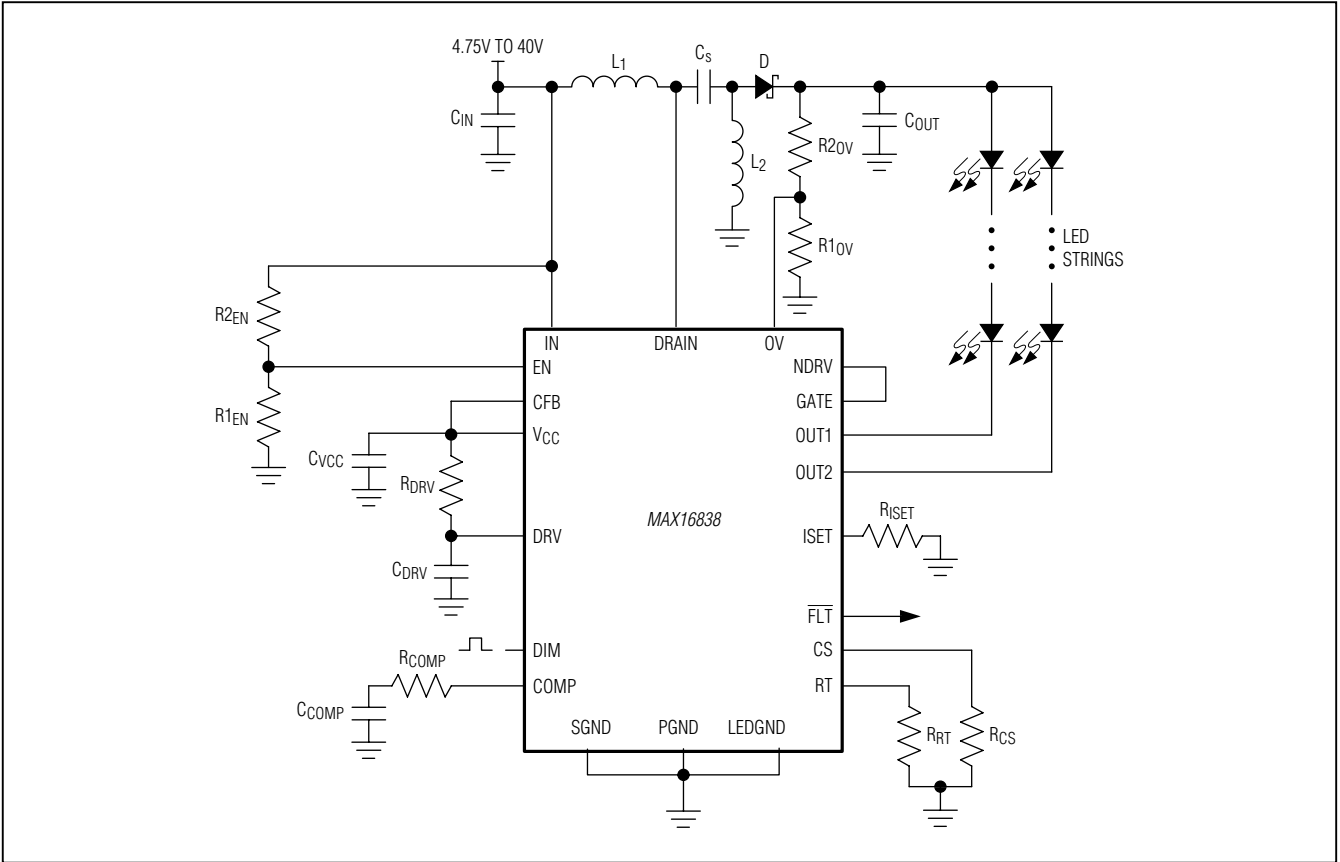 4.75V TO 40V
L1
CS
D
CIN
L2
R2OV
COUT
R1OV
LED
STRINGS
R2EN
IN
DRAIN
OV
EN
NDRV
R1EN
CFB
GATE
VCC
OUT1
CVCC
OUT2
RDRV
MAX16838
RISET
DRV
ISET
CDRV
FLT
DIM
CS
RCOMP
COMP
RT
CCOMP
SGND
PGND
LEDGND
RRT
RCS